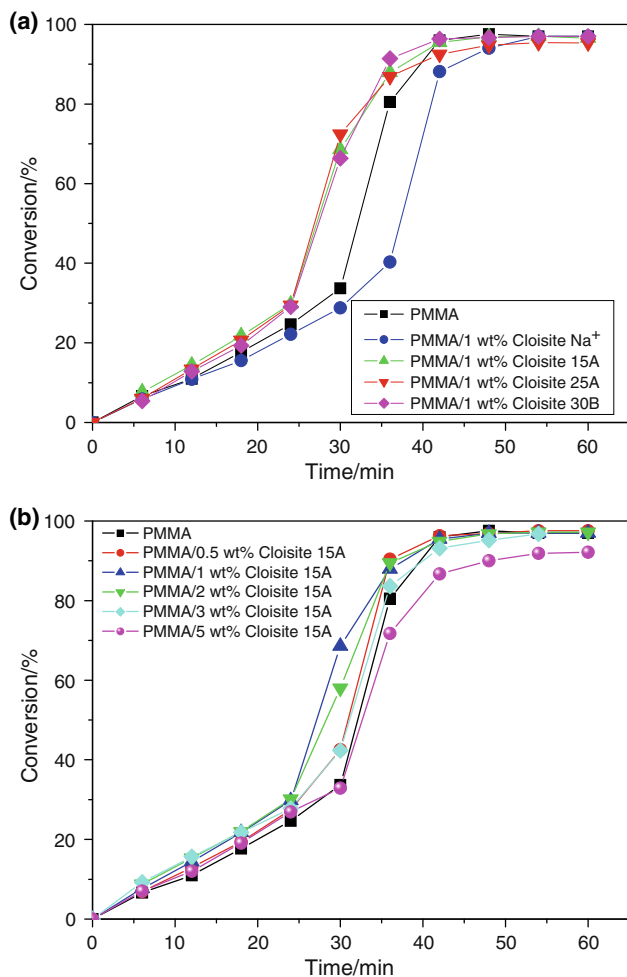 (a)
100
80
60
40
20
0
Conversion/%
PMMA
PMMA/1 wt% Cloisite Na+
PMMA/1 wt% Cloisite 15A
PMMA/1 wt% Cloisite 25A
PMMA/1 wt% Cloisite 30B
0 10 20 30 40 50 60
Time/min
(b)
100
80
60
40
20
0
Conversion/%
PMMA
PMMA/0.5 wt% Cloisite 15A
PMMA/1 wt% Cloisite 15A
PMMA/2 wt% Cloisite 15A
PMMA/3 wt% Cloisite 15A
PMMA/5 wt% Cloisite 15A
0 10 20 30 40 50 60
Time/min